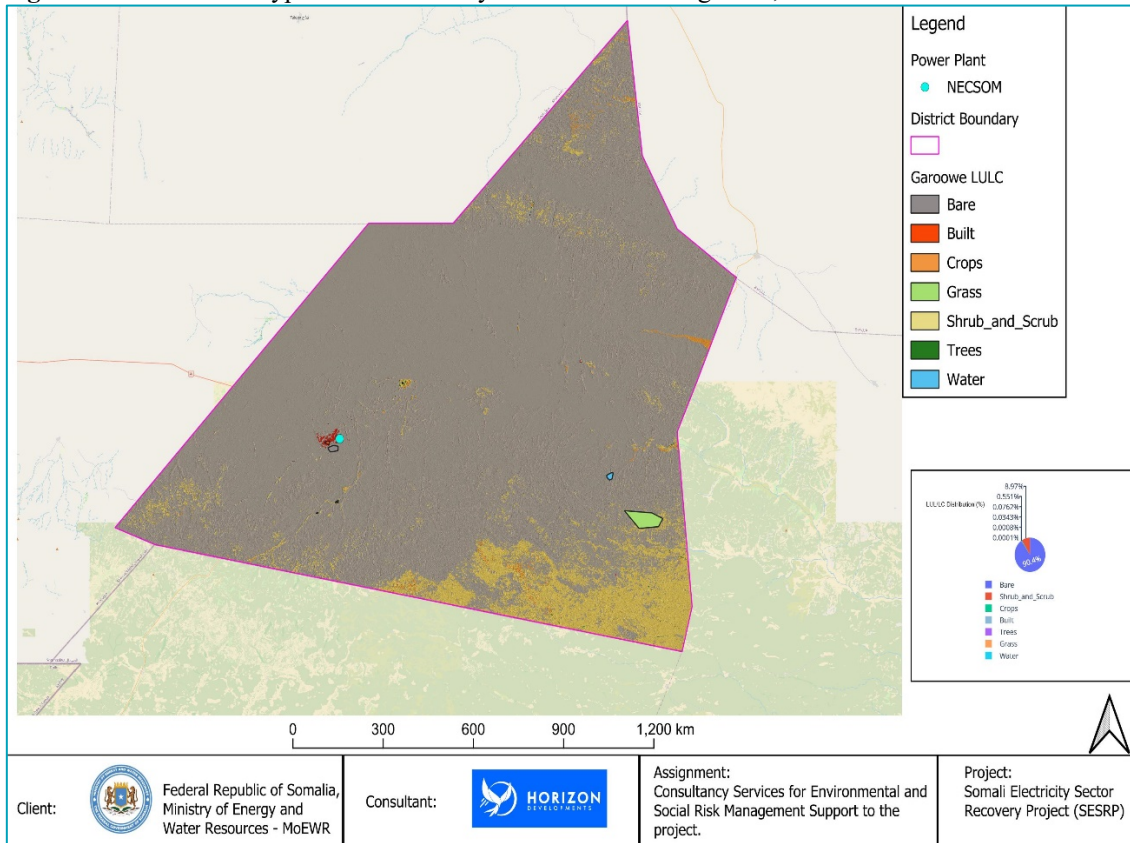 Legend
Power Plant
NECSOM
District Boundary
Garoowe LULC
Bare
Built
Crops
Grass
Shrub_and_Scrub
Trees
Water
8.97%
0.551%
0.0762%
0.0343%
0.0008%
0.0001%
LULC Distribution (%)
90.4%
Bare
Shrub_and_Scrub
Crops
Built
Trees
Grass
Water
0 300 600 900 1,200 km
Client:
Federal Republic of Somalia,
Ministry of Energy and
Water Resources - MoEWR
Consultant:
HORIZON
DEVELOPMENTS
Assignment:
Consultancy Services for Environmental and
Social Risk Management Support to the
project.
Project:
Somali Electricity Sector
Recovery Project (SESRP)